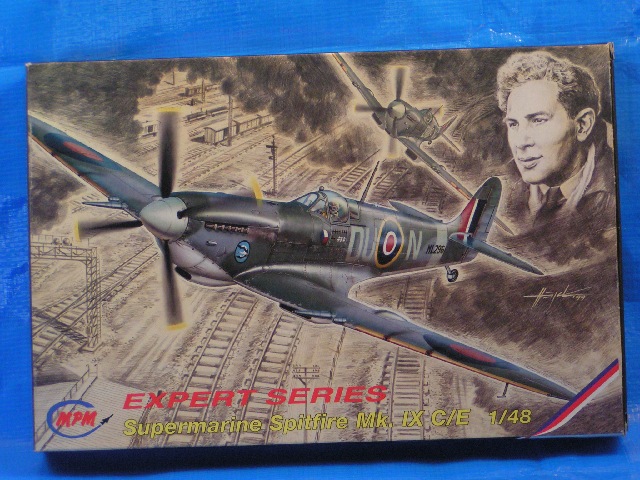 DU N
ML296
EXPERT SERIES
MPM
Supermarine Spitfire Mk. IX C/E 1/48